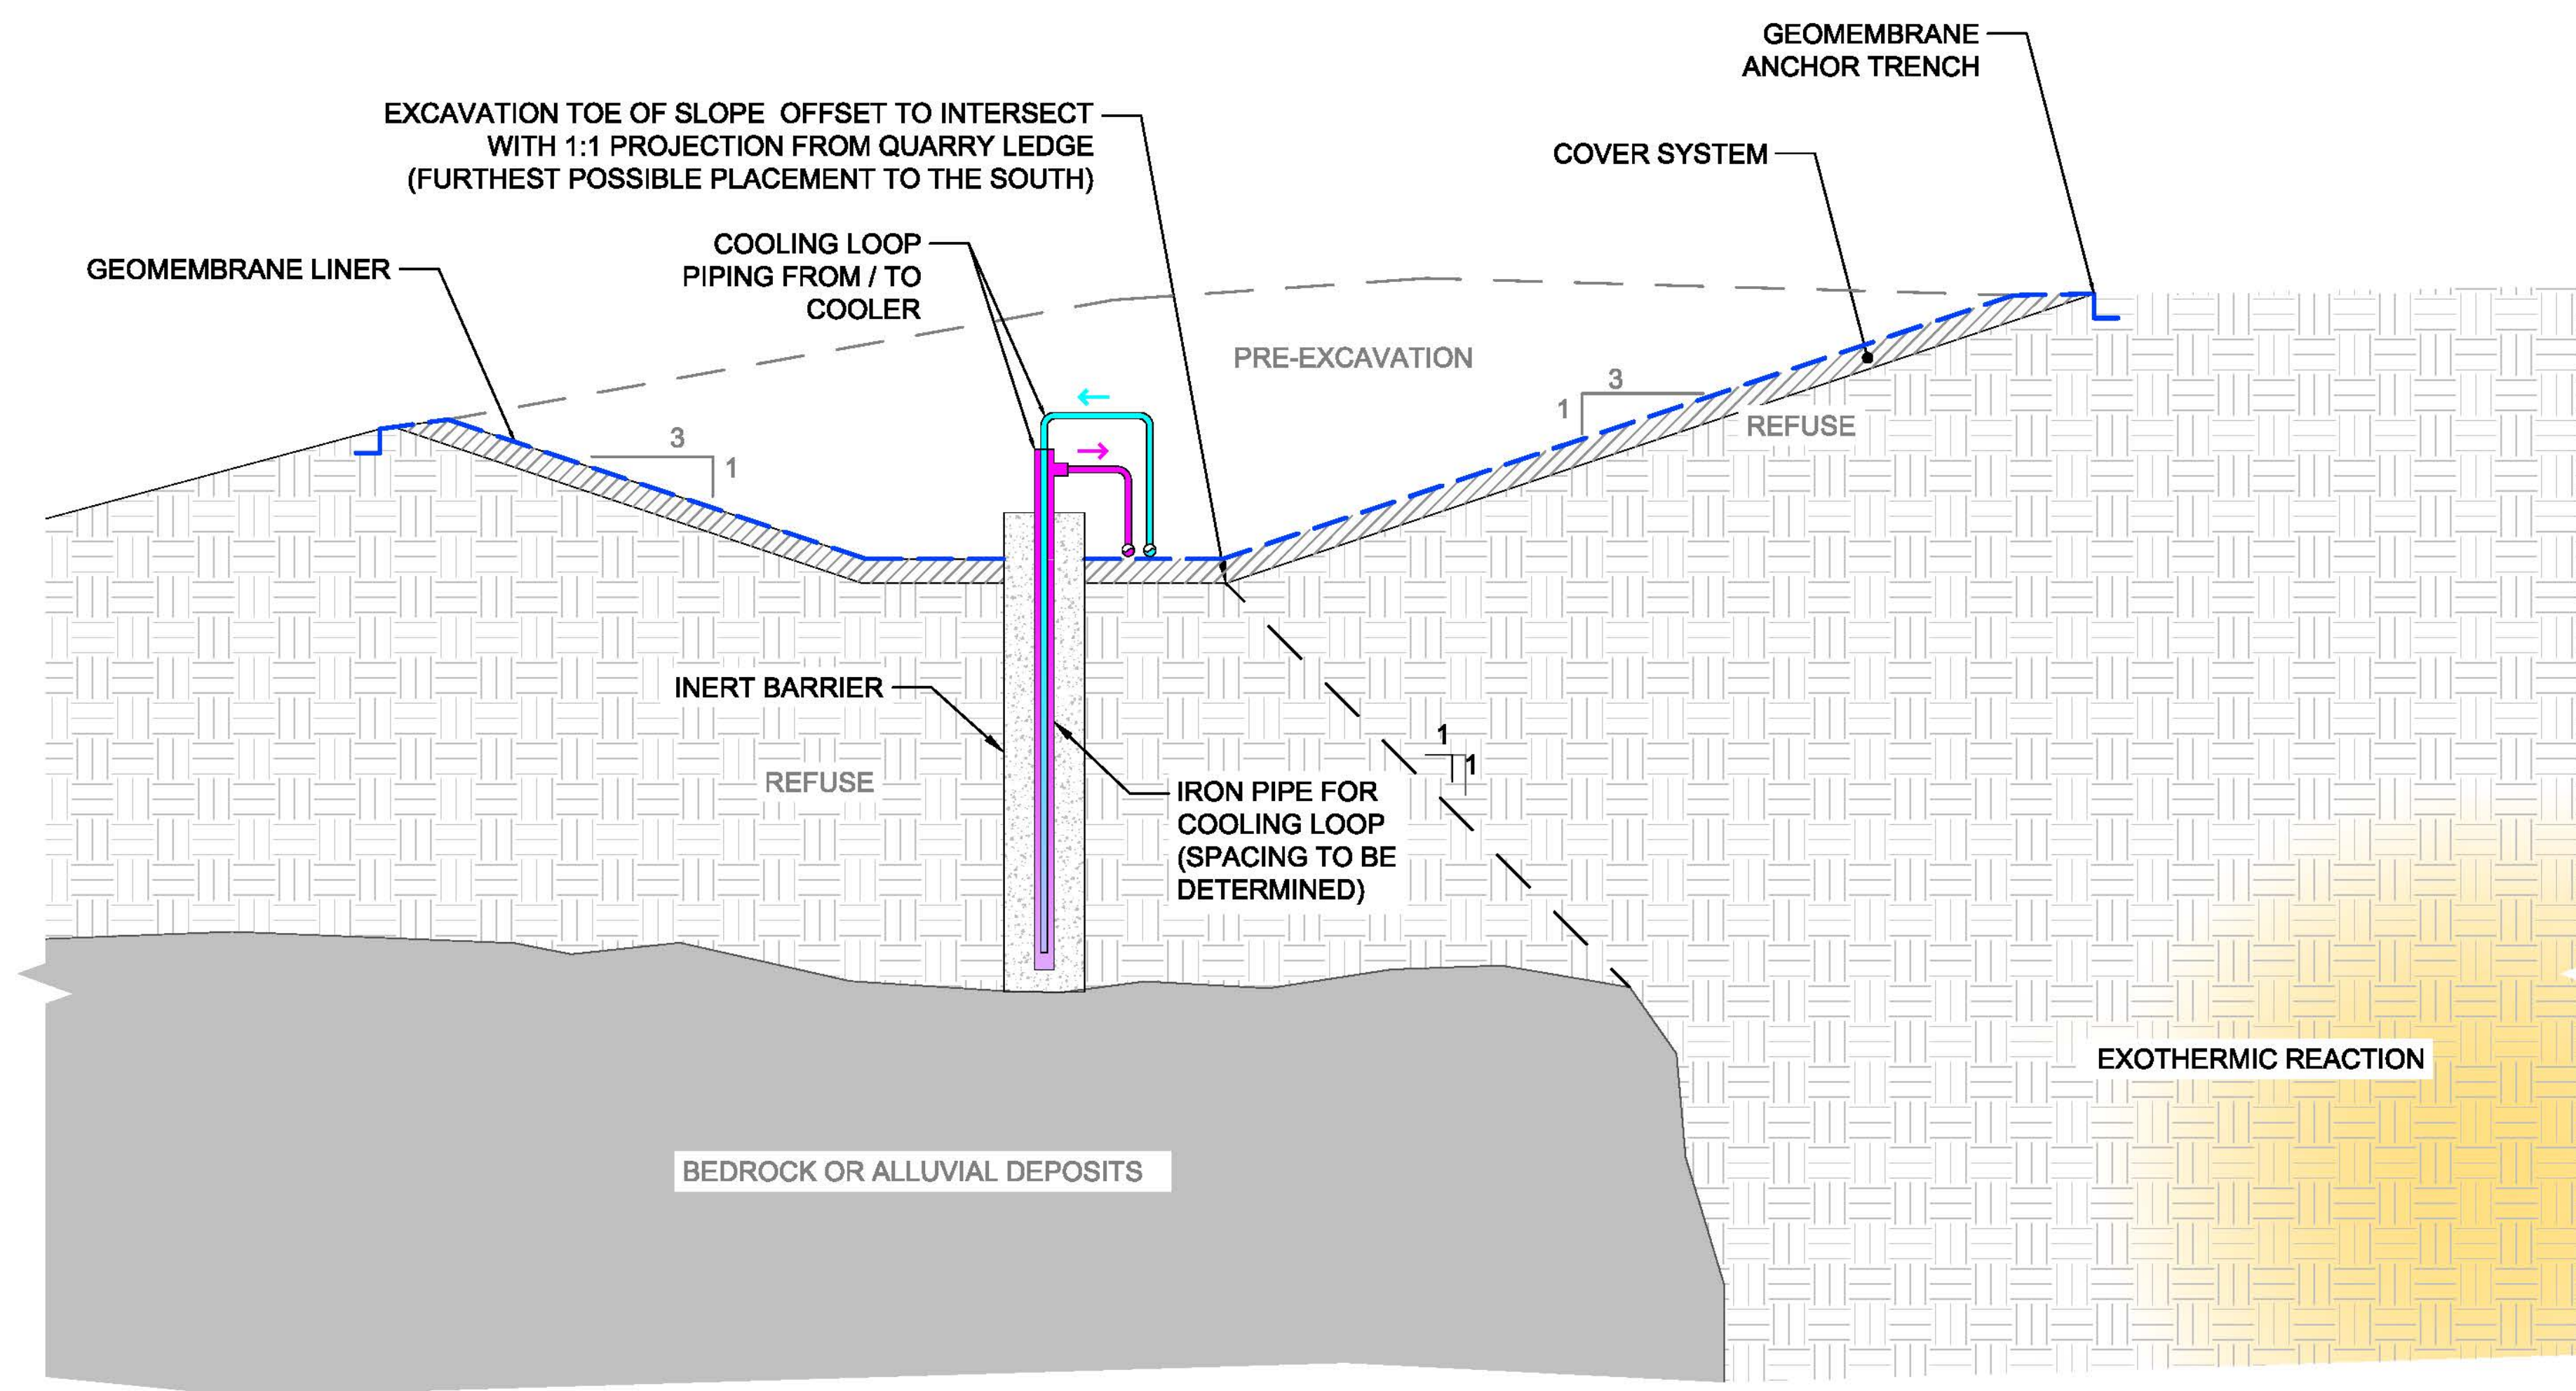 GEOMEMBRANE
ANCHOR TRENCH
EXCAVATION TOE OF SLOPE OFFSET TO INTERSECT
WITH 1:1 PROJECTION FROM QUARRY LEDGE
(FURTHEST POSSIBLE PLACEMENT TO THE SOUTH)
COVER SYSTEM
COOLING LOOP
PIPING FROM / TO
COOLER
GEOMEMBRANE LINER
PRE-EXCAVATION
3
1
3
1
REFUSE
INERT BARRIER
REFUSE
IRON PIPE FOR
COOLING LOOP
(SPACING TO BE
DETERMINED)
1
1
EXOTHERMIC REACTION
BEDROCK OR ALLUVIAL DEPOSITS